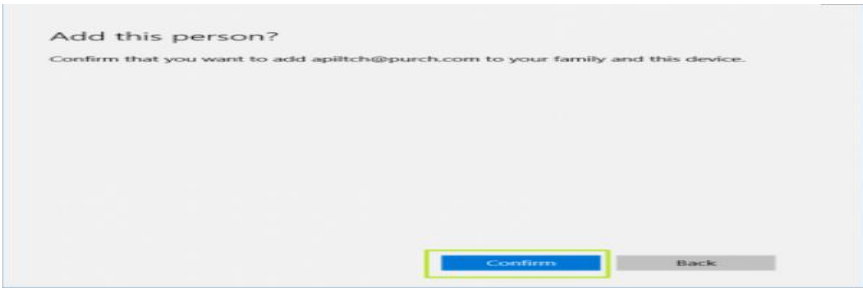 Add this person?
Confirm that you want to add apiltch@purch.com to your family and this device.
Confirm Back